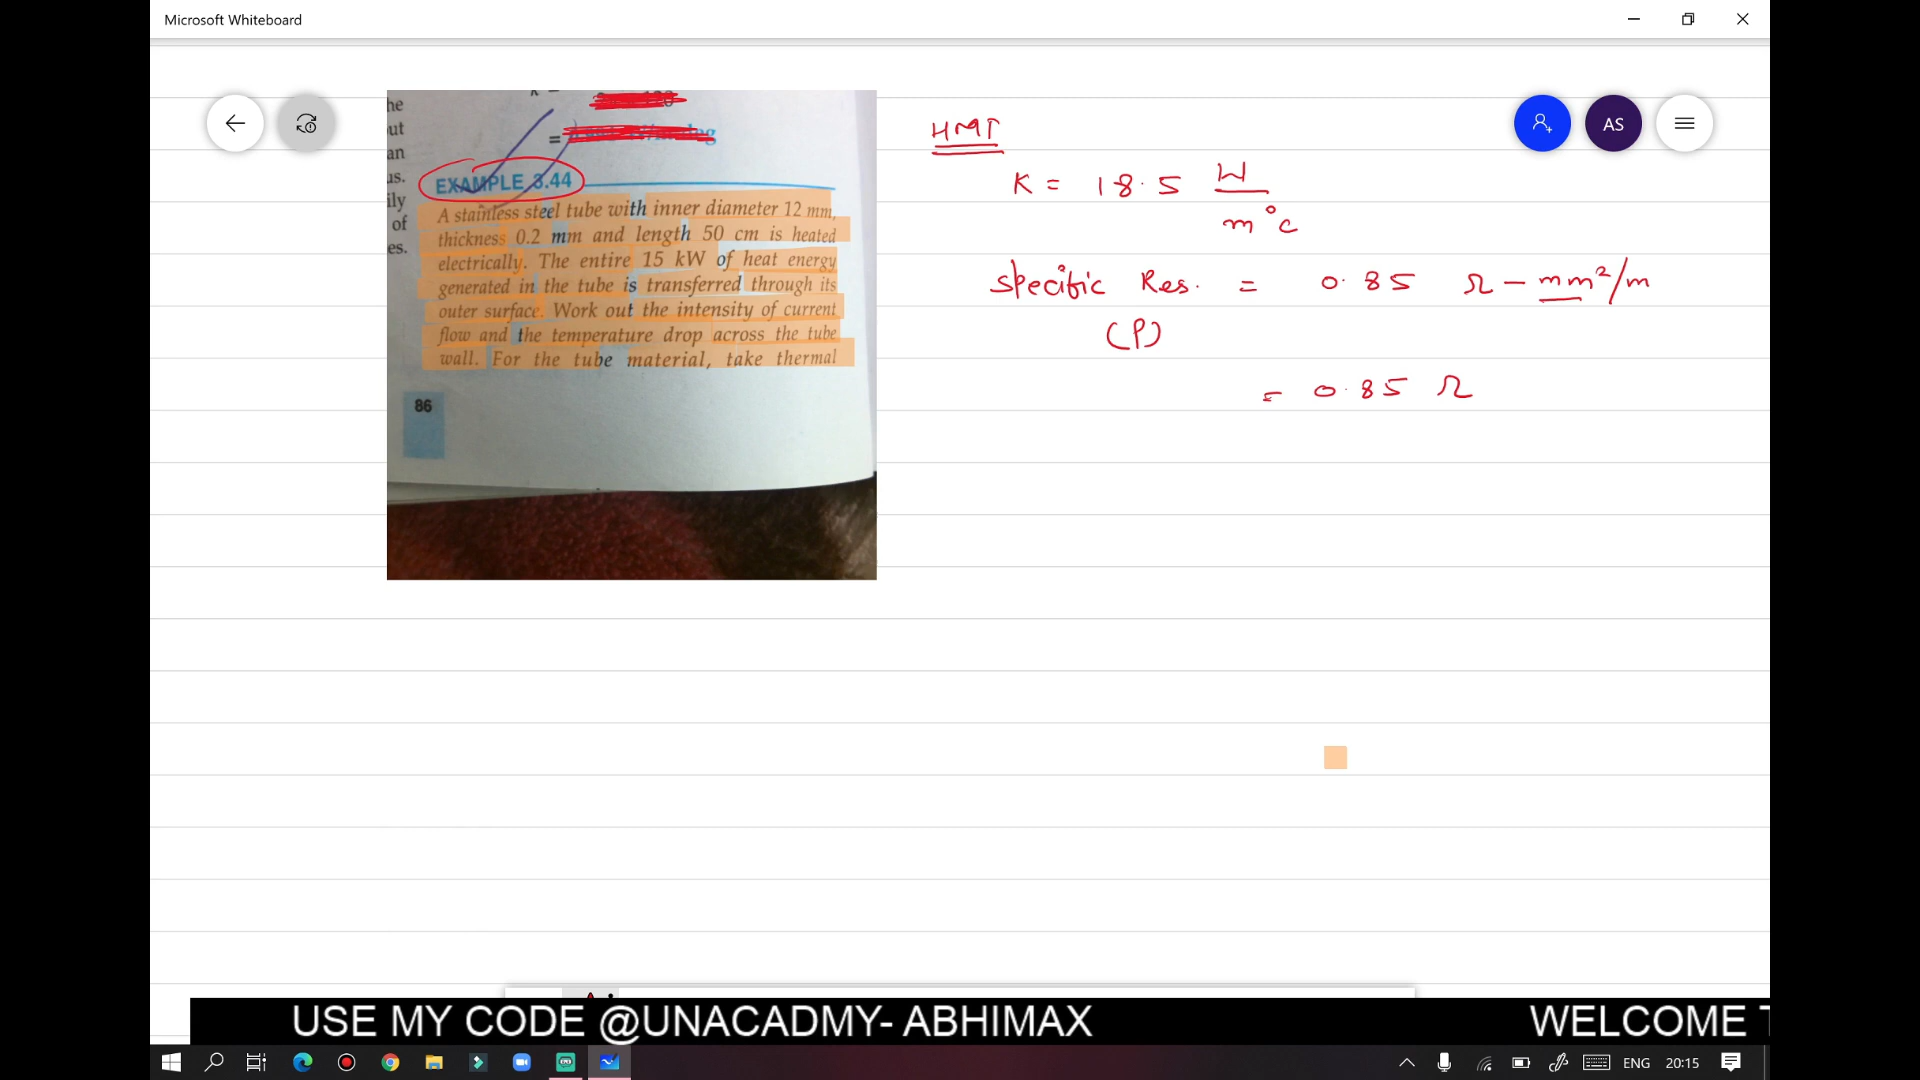 Microsoft Whiteboard
AS
he
ut
an
us.
ily
of
es.
=
EXAMPLE 3.44
A stainless steel tube with inner diameter 12 mm,
thickness 0.2 mm and length 50 cm is heated
electrically. The entire 15 kW of heat energy
generated in the tube is transferred through its
outer surface. Work out the intensity of current
flow and the temperature drop across the tube
wall. For the tube material, take thermal
86
HMT
K = 18.5 W/m°c
Specific Res. = 0.85 Ω - mm²/m
(ρ)
= 0.85 Ω
USE MY CODE @UNACADMY- ABHIMAX
WELCOME
ENG 20:15